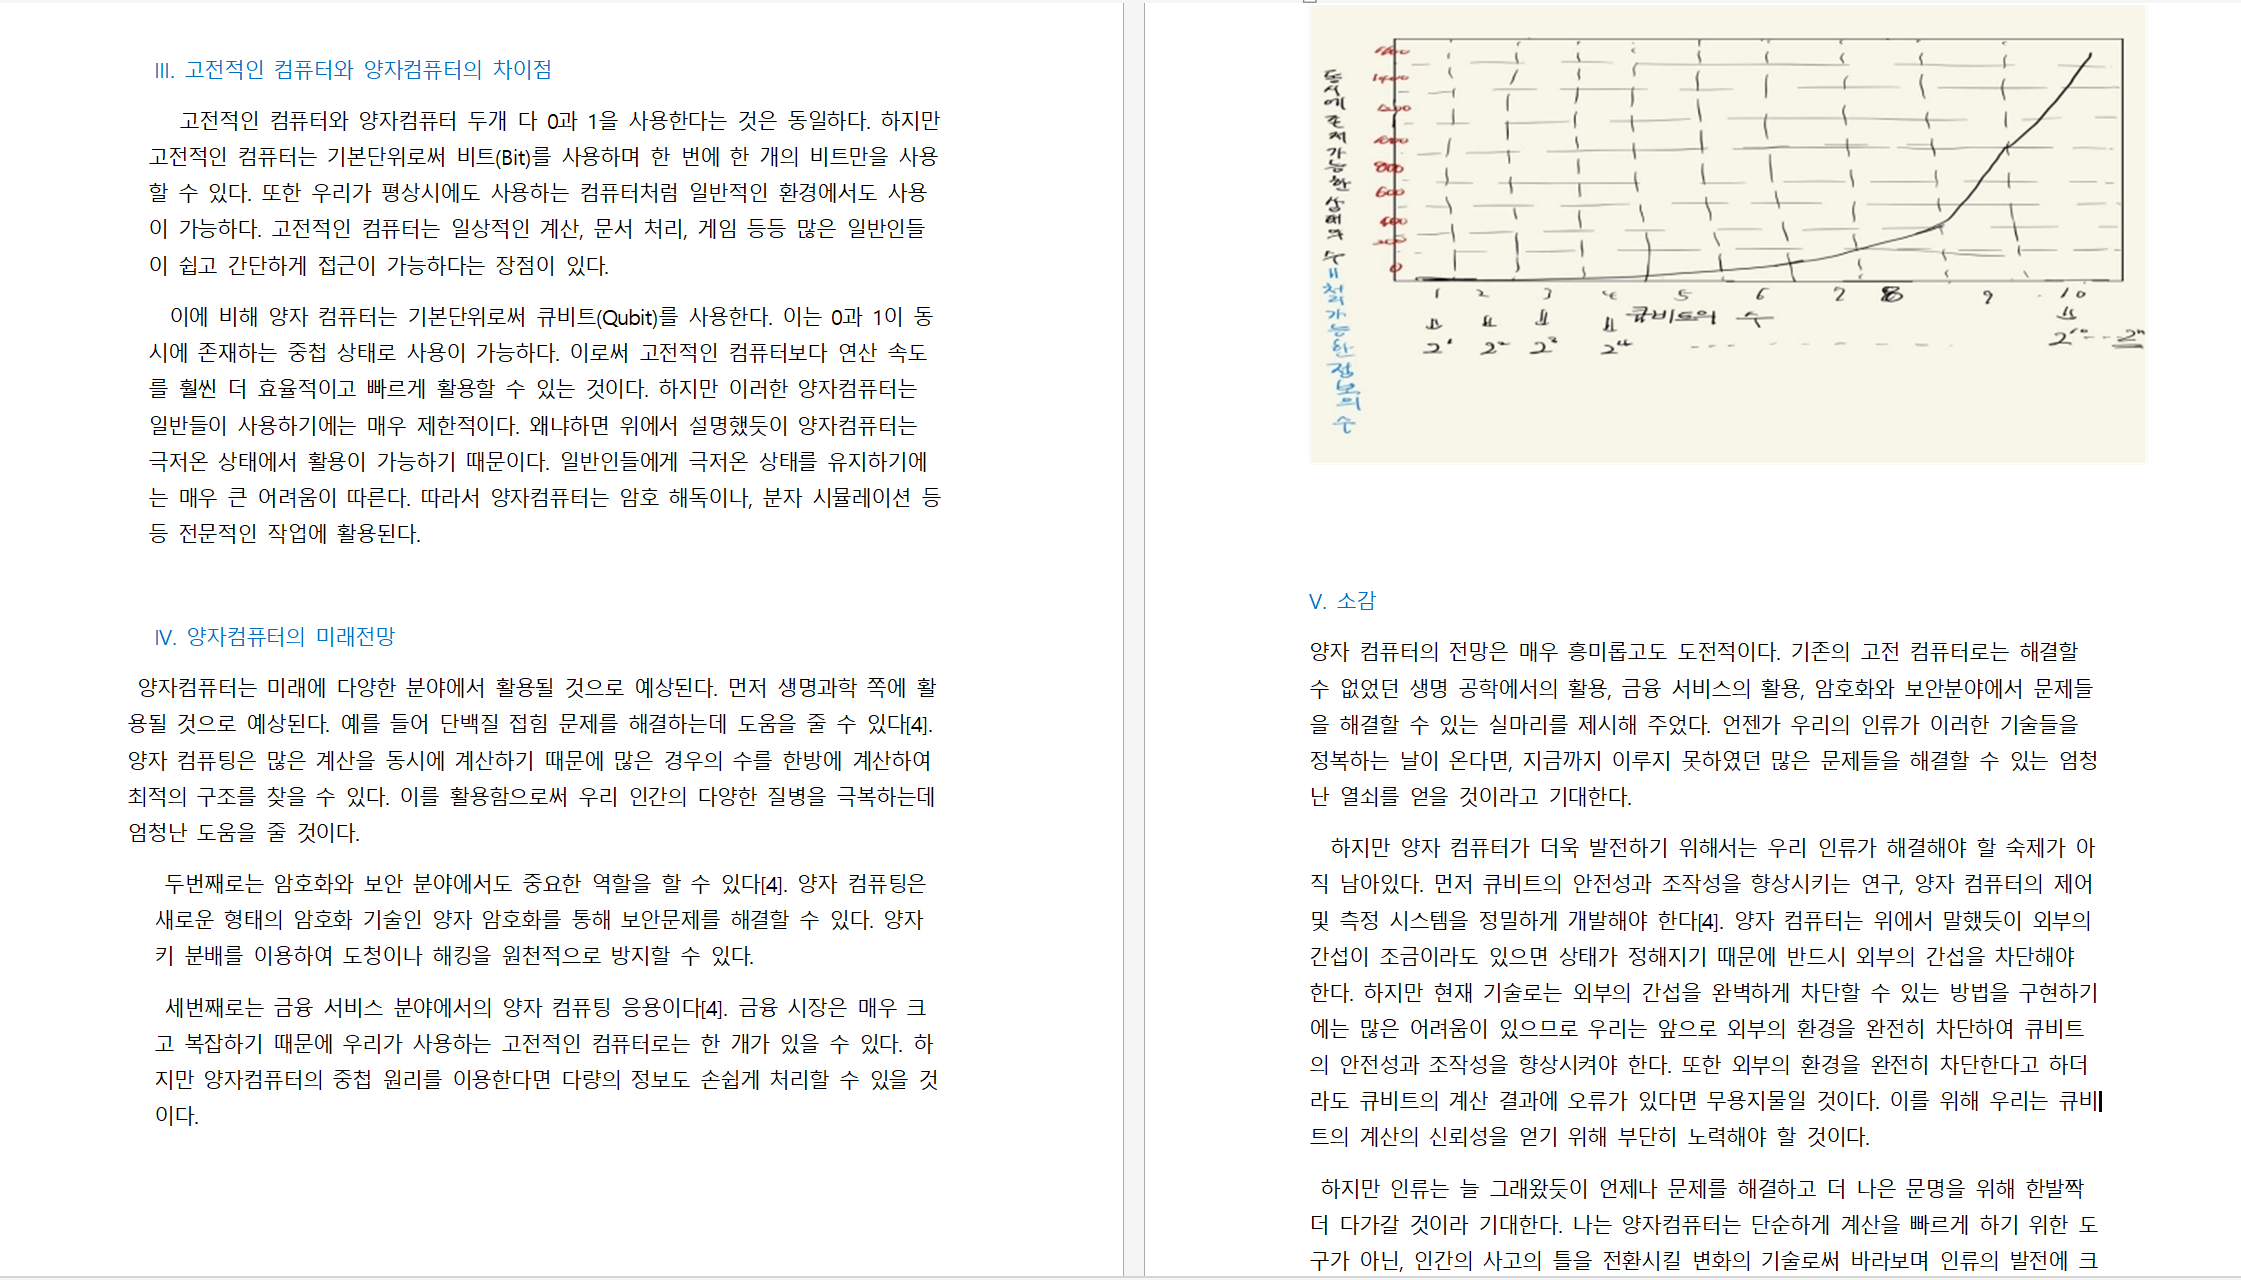 III. 고전적인 컴퓨터와 양자컴퓨터의 차이점
고전적인 컴퓨터와 양자컴퓨터 두개 다 0과 1을 사용한다는 것은 동일하다. 하지만
고전적인 컴퓨터는 기본단위로써 비트(Bit)를 사용하며 한 번에 한 개의 비트만을 사용
할 수 있다. 또한 우리가 평상시에도 사용하는 컴퓨터처럼 일반적인 환경에서도 사용
이 가능하다. 고전적인 컴퓨터는 일상적인 계산, 문서 처리, 게임 등등 많은 일반인들
이 쉽고 간단하게 접근이 가능하다는 장점이 있다.
이에 비해 양자 컴퓨터는 기본단위로써 큐비트(Qubit)를 사용한다. 이는 0과 1이 동
시에 존재하는 중첩 상태로 사용이 가능하다. 이로써 고전적인 컴퓨터보다 연산 속도
를 훨씬 더 효율적이고 빠르게 활용할 수 있는 것이다. 하지만 이러한 양자컴퓨터는
일반들이 사용하기에는 매우 제한적이다. 왜냐하면 위에서 설명했듯이 양자컴퓨터는
극저온 상태에서 활용이 가능하기 때문이다. 일반인들에게 극저온 상태를 유지하기에
는 매우 큰 어려움이 따른다. 따라서 양자컴퓨터는 암호 해독이나, 분자 시뮬레이션 등
등 전문적인 작업에 활용된다.
IV. 양자컴퓨터의 미래전망
양자컴퓨터는 미래에 다양한 분야에서 활용될 것으로 예상된다. 먼저 생명과학 쪽에 활
용될 것으로 예상된다. 예를 들어 단백질 접힘 문제를 해결하는데 도움을 줄 수 있다[4].
양자 컴퓨팅은 많은 계산을 동시에 계산하기 때문에 많은 경우의 수를 한방에 계산하여
최적의 구조를 찾을 수 있다. 이를 활용함으로써 우리 인간의 다양한 질병을 극복하는데
엄청난 도움을 줄 것이다.
두번째로는 암호화와 보안 분야에서도 중요한 역할을 할 수 있다[4]. 양자 컴퓨팅은
새로운 형태의 암호화 기술인 양자 암호화를 통해 보안문제를 해결할 수 있다. 양자
키 분배를 이용하여 도청이나 해킹을 원천적으로 방지할 수 있다.
세번째로는 금융 서비스 분야에서의 양자 컴퓨팅 응용이다[4]. 금융 시장은 매우 크
고 복잡하기 때문에 우리가 사용하는 고전적인 컴퓨터로는 한 개가 있을 수 있다. 하
지만 양자컴퓨터의 중첩 원리를 이용한다면 다량의 정보도 손쉽게 처리할 수 있을 것
이다.
동시에 존재 가능한 상태의 수 = 처리 가능한 정보의 수
1600
1400
1200
1000
800
600
400
200
0
1 2 3 4 5 6 7 8 9 10
큐비트의 수
2¹ 2² 2³ 2⁴ 2¹⁰ -- 2ⁿ
V. 소감
양자 컴퓨터의 전망은 매우 흥미롭고도 도전적이다. 기존의 고전 컴퓨터로는 해결할
수 없었던 생명 공학에서의 활용, 금융 서비스의 활용, 암호화와 보안분야에서 문제들
을 해결할 수 있는 실마리를 제시해 주었다. 언젠가 우리의 인류가 이러한 기술들을
정복하는 날이 온다면, 지금까지 이루지 못하였던 많은 문제들을 해결할 수 있는 엄청
난 열쇠를 얻을 것이라고 기대한다.
하지만 양자 컴퓨터가 더욱 발전하기 위해서는 우리 인류가 해결해야 할 숙제가 아
직 남아있다. 먼저 큐비트의 안전성과 조작성을 향상시키는 연구, 양자 컴퓨터의 제어
및 측정 시스템을 정밀하게 개발해야 한다[4]. 양자 컴퓨터는 위에서 말했듯이 외부의
간섭이 조금이라도 있으면 상태가 정해지기 때문에 반드시 외부의 간섭을 차단해야
한다. 하지만 현재 기술로는 외부의 간섭을 완벽하게 차단할 수 있는 방법을 구현하기
에는 많은 어려움이 있으므로 우리는 앞으로 외부의 환경을 완전히 차단하여 큐비트
의 안전성과 조작성을 향상시켜야 한다. 또한 외부의 환경을 완전히 차단한다고 하더
라도 큐비트의 계산 결과에 오류가 있다면 무용지물일 것이다. 이를 위해 우리는 큐비
트의 계산의 신뢰성을 얻기 위해 부단히 노력해야 할 것이다.
하지만 인류는 늘 그래왔듯이 언제나 문제를 해결하고 더 나은 문명을 위해 한발짝
더 다가갈 것이라 기대한다. 나는 양자컴퓨터는 단순하게 계산을 빠르게 하기 위한 도
구가 아닌, 인간의 사고의 틀을 전환시킬 변화의 기술로써 바라보며 인류의 발전에 크